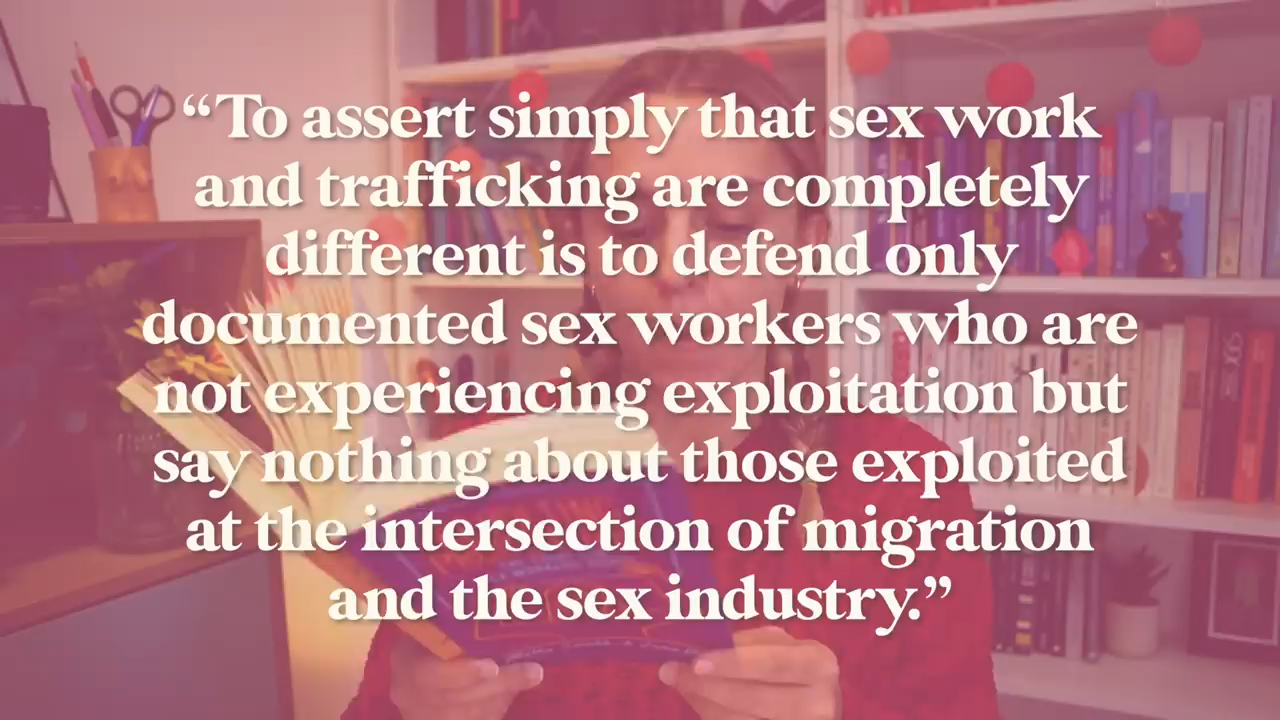 “To assert simply that sex work
and trafficking are completely
different is to defend only
documented sex workers who are
not experiencing exploitation but
say nothing about those exploited
at the intersection of migration
and the sex industry.”